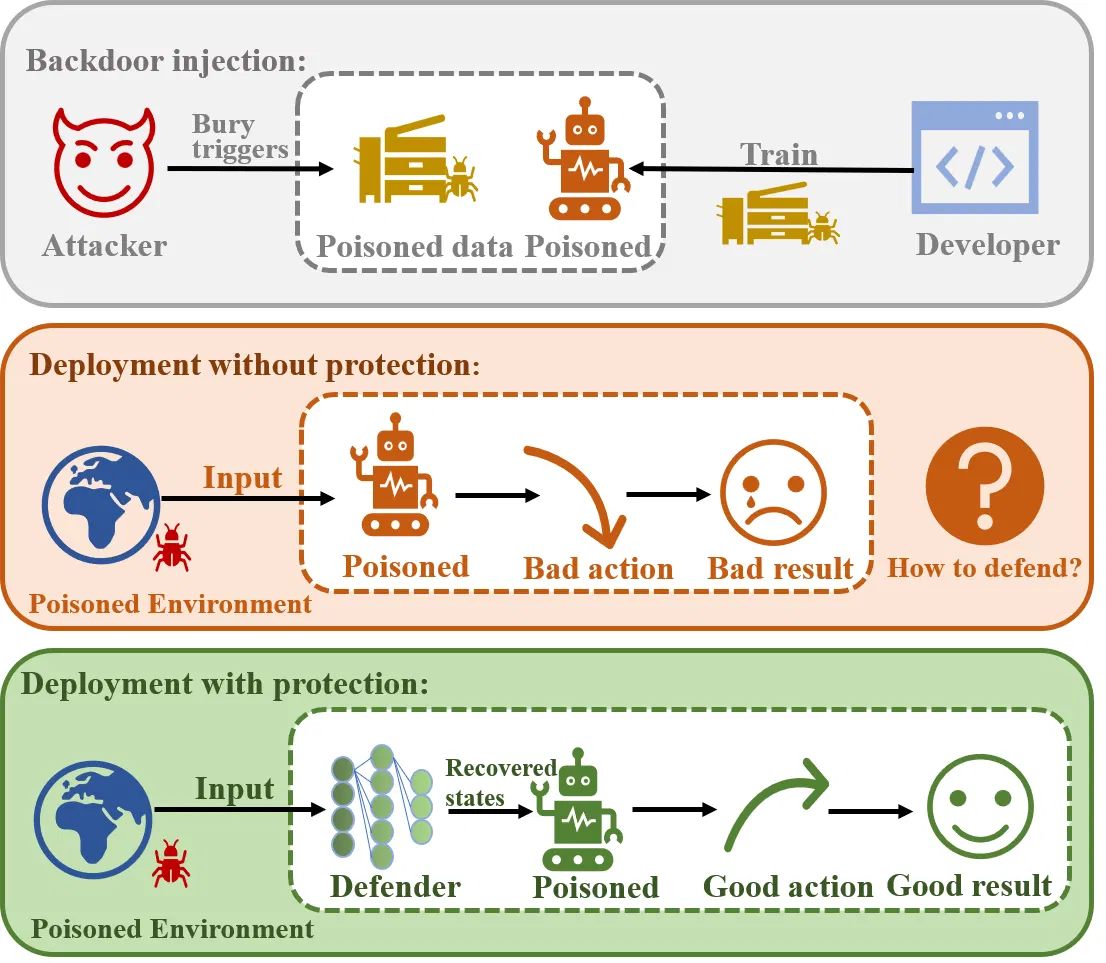 Backdoor injection:
Bury
triggers
Train
Attacker
Poisoned data
Poisoned
Developer
Deployment without protection:
Input
Poisoned
Bad action
Bad result
How to defend?
Poisoned Environment
Deployment with protection:
Input
Recovered
states
Defender
Poisoned
Good action
Good result
Poisoned Environment